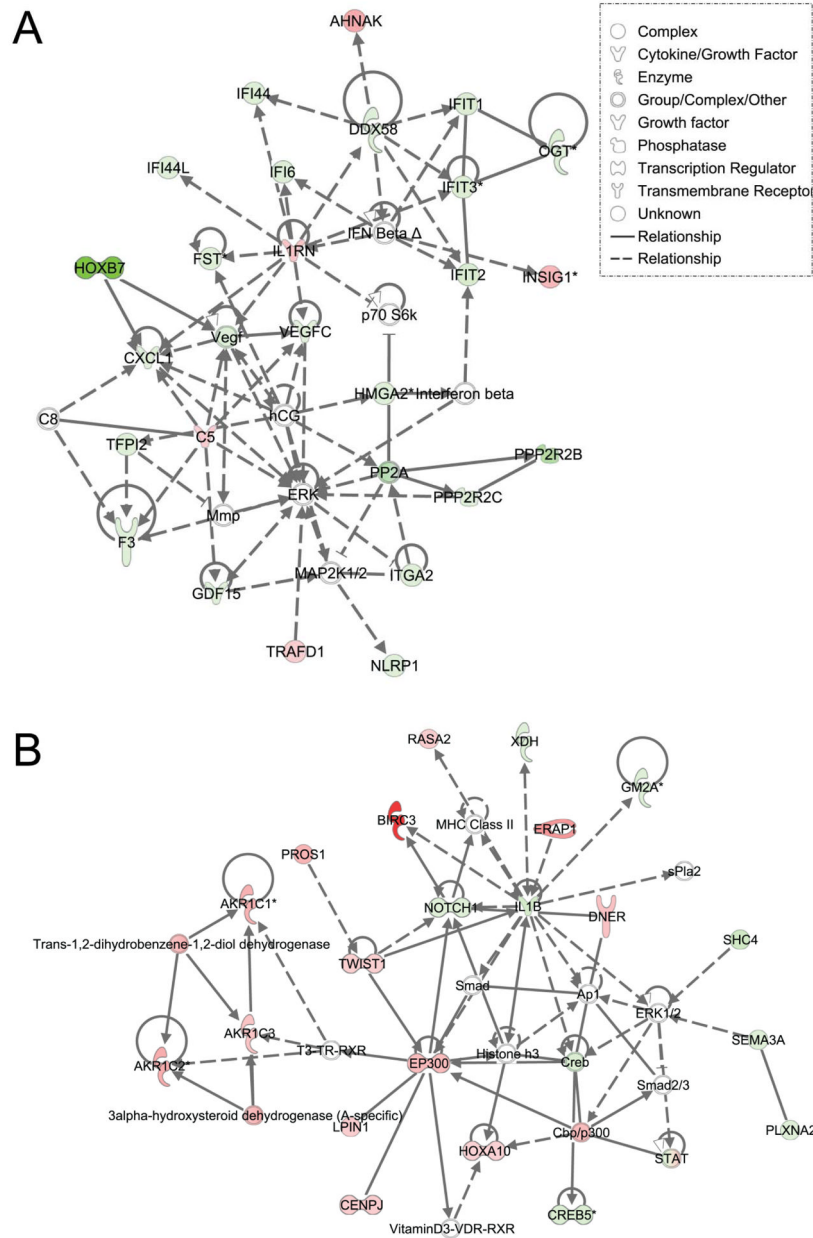 A
AHNAK
Complex
Cytokine/Growth Factor
Enzyme
Group/Complex/Other
Growth factor
Phosphatase
Transcription Regulator
Transmembrane Receptor
Unknown
Relationship
Relationship
IFI44
IFIT1
DDX58
OGT*
IFI44L
IFI6
IFIT3*
IFN Beta Δ
FST*
IL1RN
IFIT2
INSIG1*
HOXB7
p70 S6k
Vegf
VEGFC
CXCL1
HMGA2*
Interferon beta
C8
hCG
C5
TFPI2
PPP2R2B
PP2A
ERK
PPP2R2C
Mmp
F3
MAP2K1/2
ITGA2
GDF15
TRAFD1
NLRP1
B
RASA2
XDH
GM2A*
BIRC3
MHC Class II
ERAP1
PROS1
sPla2
AKR1C1*
NOTCH1
IL1B
DNER
Trans-1,2-dihydrobenzene-1,2-diol dehydrogenase
SHC4
TWIST1
Smad
Ap1
ERK1/2
AKR1C3
SEMA3A
T3-TR-RXR
Histone h3
AKR1C2*
EP300
Creb
Smad2/3
3alpha-hydroxysteroid dehydrogenase (A-specific)
LPIN1
Cbp/p300
PLXNA2
HOXA10
STAT
CENPJ
CREB5*
VitaminD3-VDR-RXR